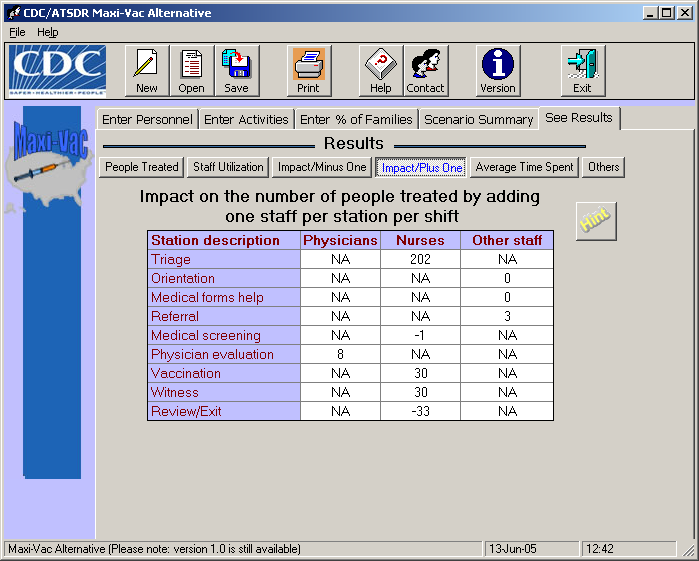 CDC/ATSDR Maxi-Vac Alternative
File Help
CDC
SAFER·HEALTHIER·PEOPLE
New Open Save Print Help Contact Version Exit
Maxi-Vac
Enter Personnel Enter Activities Enter % of Families Scenario Summary See Results
Results
People Treated Staff Utilization Impact/Minus One Impact/Plus One Average Time Spent Others
Impact on the number of people treated by adding
one staff per station per shift
Hint
Station description Physicians Nurses Other staff
Triage NA 202 NA
Orientation NA NA 0
Medical forms help NA NA 0
Referral NA NA 3
Medical screening NA -1 NA
Physician evaluation 8 NA NA
Vaccination NA 30 NA
Witness NA 30 NA
Review/Exit NA -33 NA
Maxi-Vac Alternative (Please note: version 1.0 is still available) 13-Jun-05 12:42